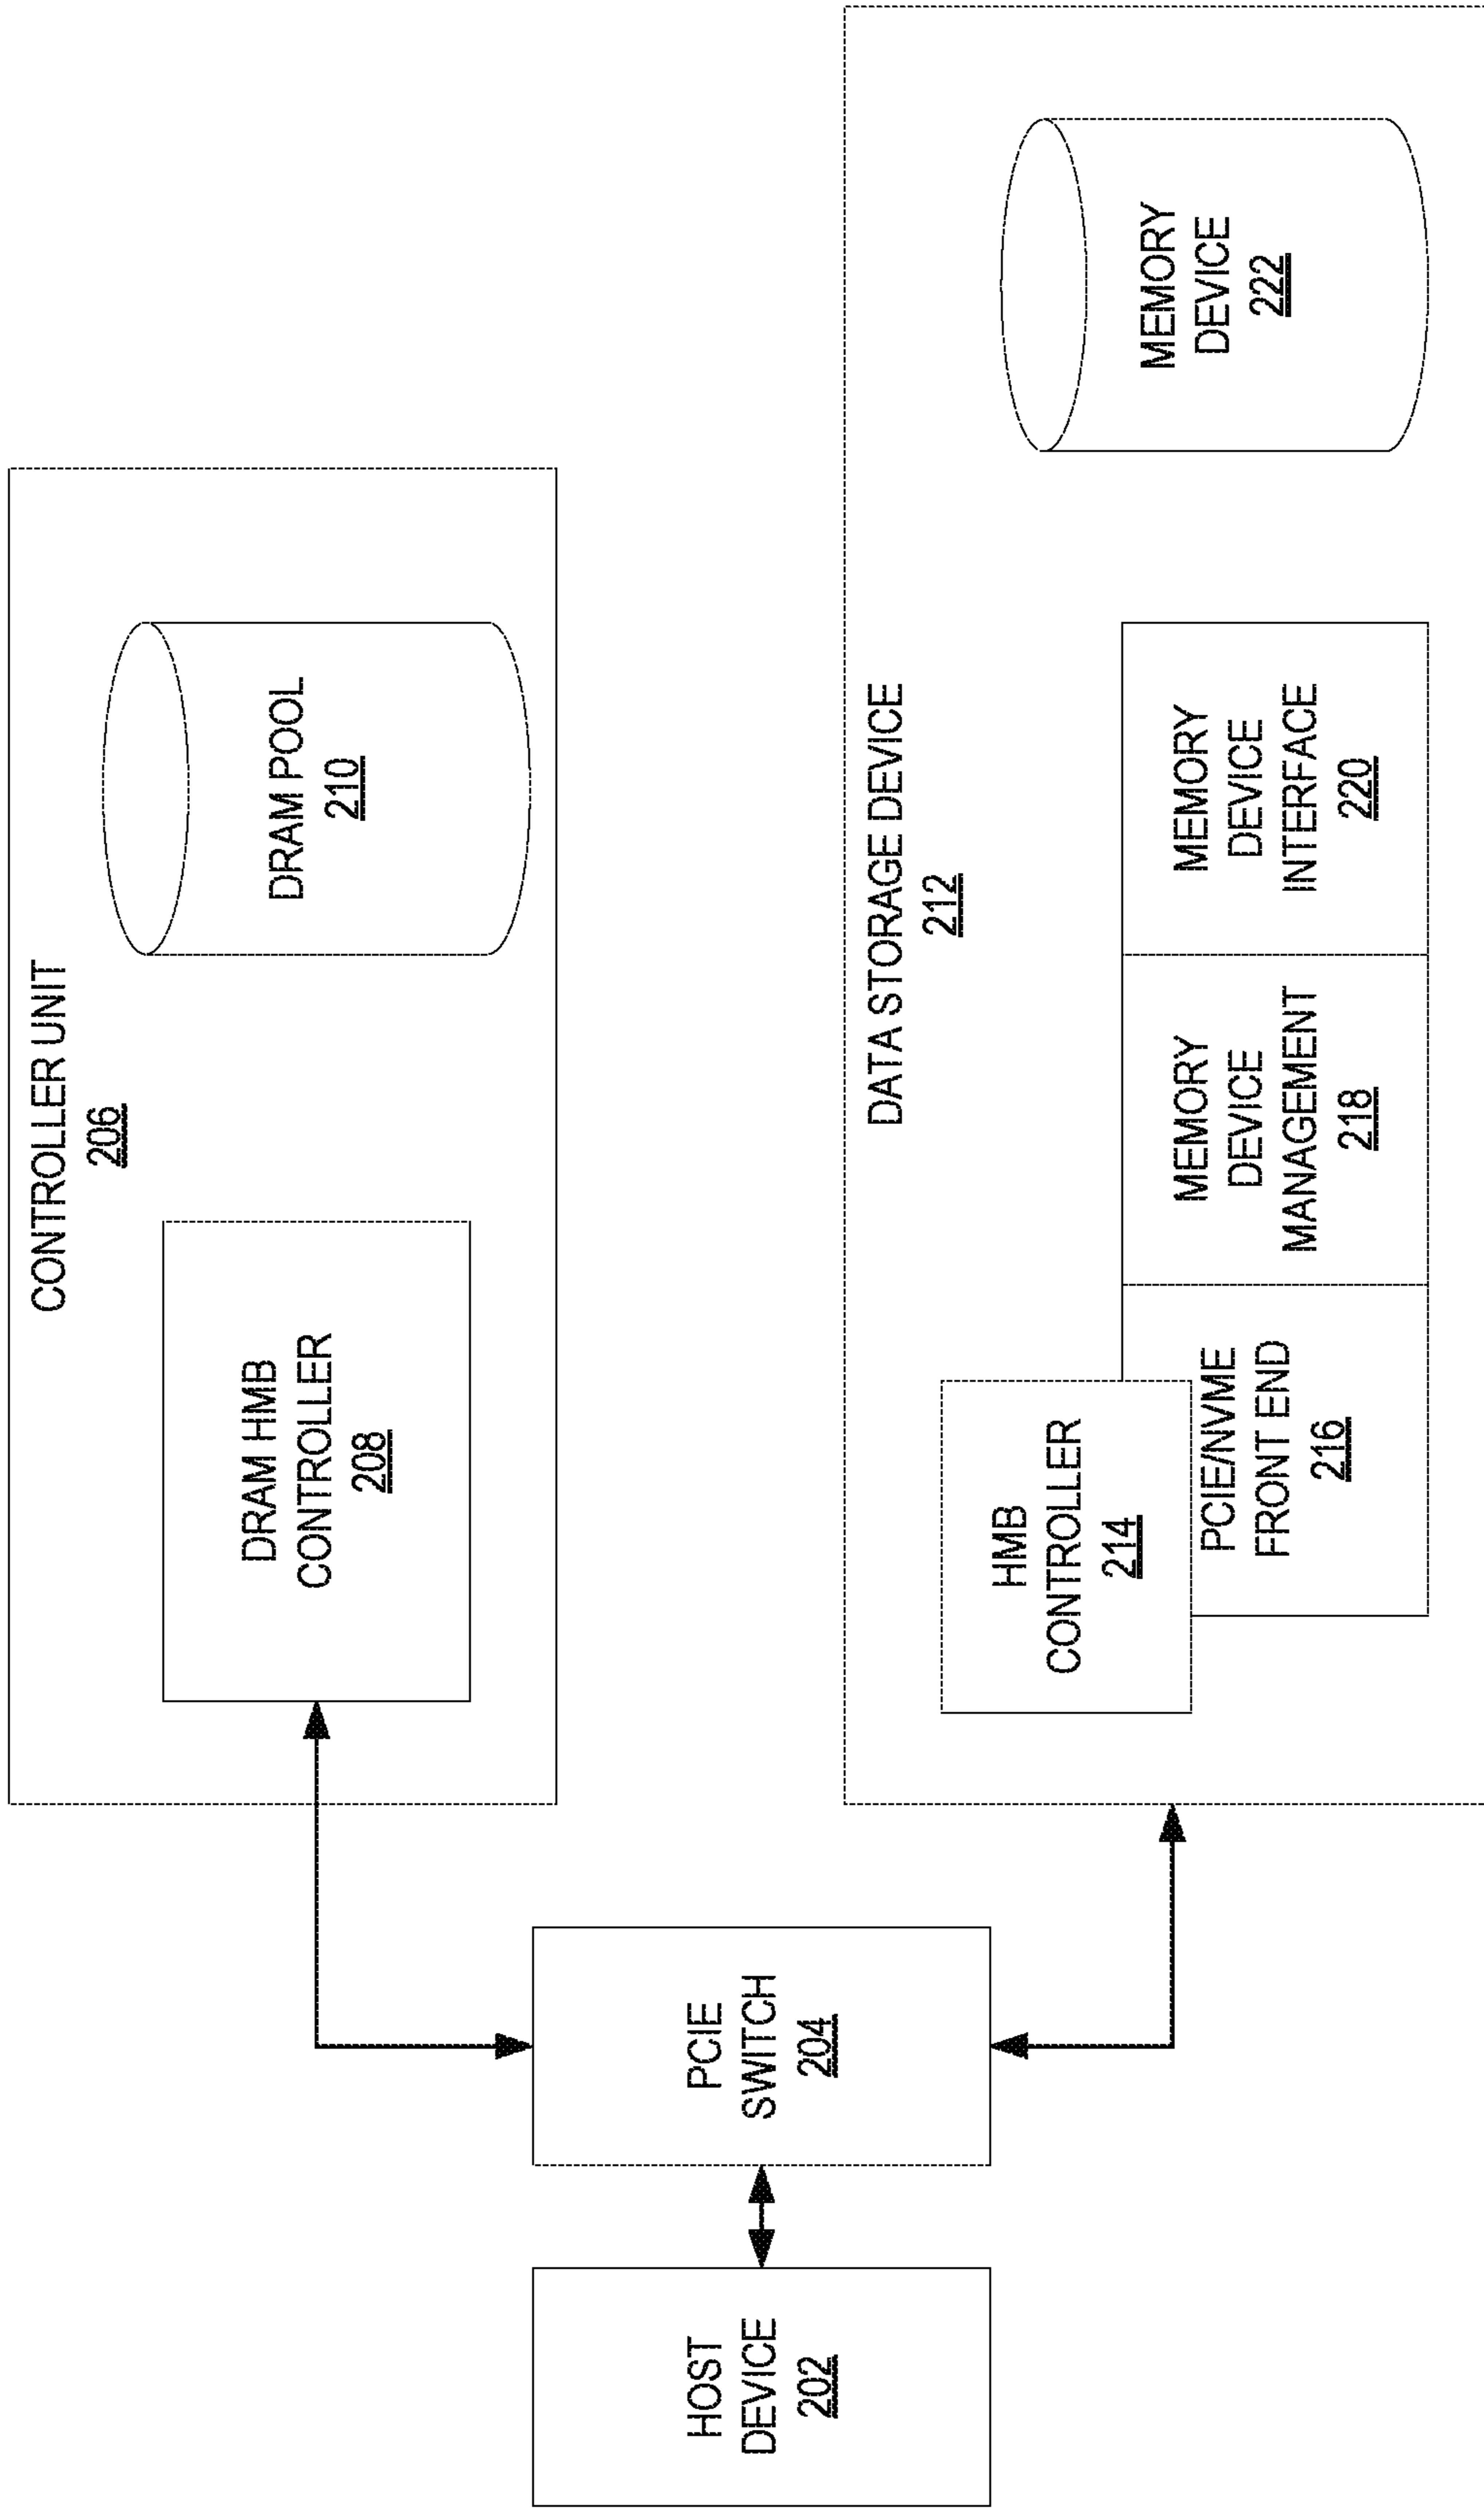 HOST
DEVICE
202
PCIE
SWITCH
204
CONTROLLER UNIT
206
DRAM HMB
CONTROLLER
208
DRAM POOL
210
DATA STORAGE DEVICE
212
HMB
CONTROLLER
214
PCIE/NVME
FRONT END
216
MEMORY
DEVICE
MANAGEMENT
218
MEMORY
DEVICE
INTERFACE
220
MEMORY
DEVICE
222